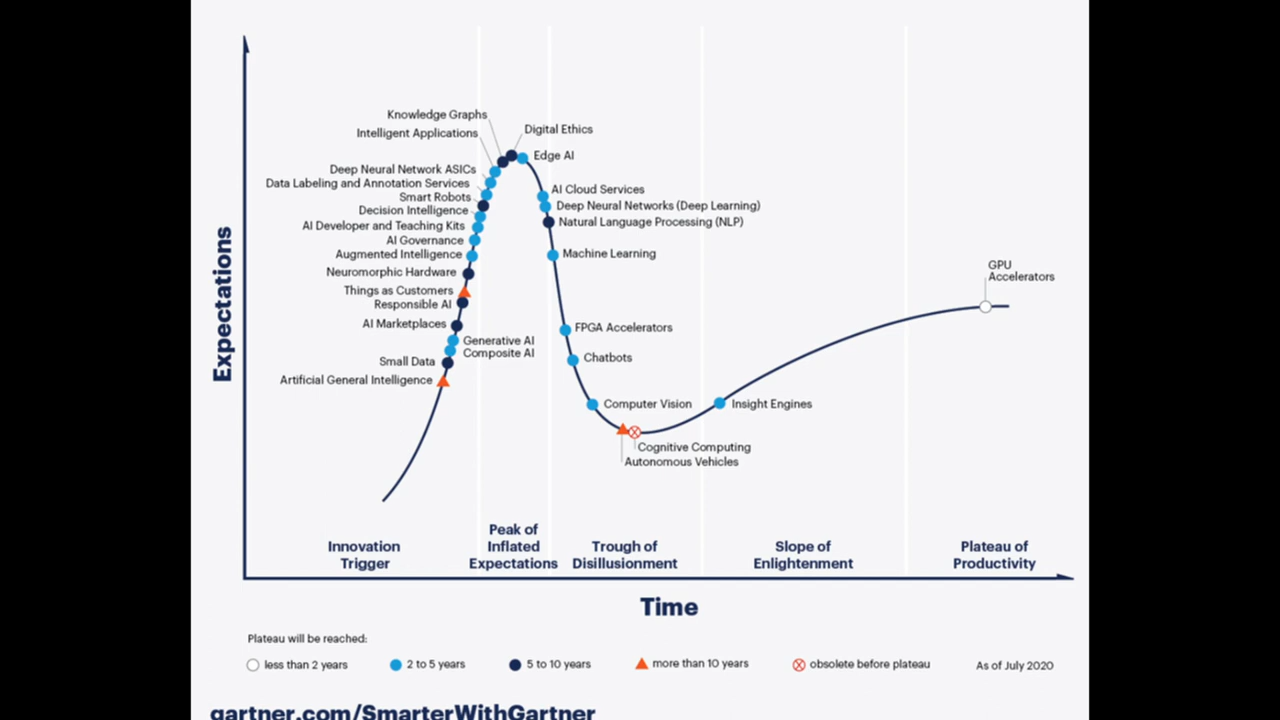 Knowledge Graphs
Intelligent Applications
Digital Ethics
Edge AI
Deep Neural Network ASICs
Data Labeling and Annotation Services
Smart Robots
Decision Intelligence
AI Developer and Teaching Kits
AI Governance
Augmented Intelligence
Neuromorphic Hardware
Things as Customers
Responsible AI
AI Marketplaces
Generative AI
Composite AI
Small Data
Artificial General Intelligence
AI Cloud Services
Deep Neural Networks (Deep Learning)
Natural Language Processing (NLP)
Machine Learning
FPGA Accelerators
Chatbots
Computer Vision
Cognitive Computing
Autonomous Vehicles
Insight Engines
GPU
Accelerators
Expectations
Innovation
Trigger
Peak of
Inflated
Expectations
Trough of
Disillusionment
Slope of
Enlightenment
Plateau of
Productivity
Time
Plateau will be reached:
less than 2 years
2 to 5 years
5 to 10 years
more than 10 years
obsolete before plateau
As of July 2020
gartner.com/SmarterWithGartner